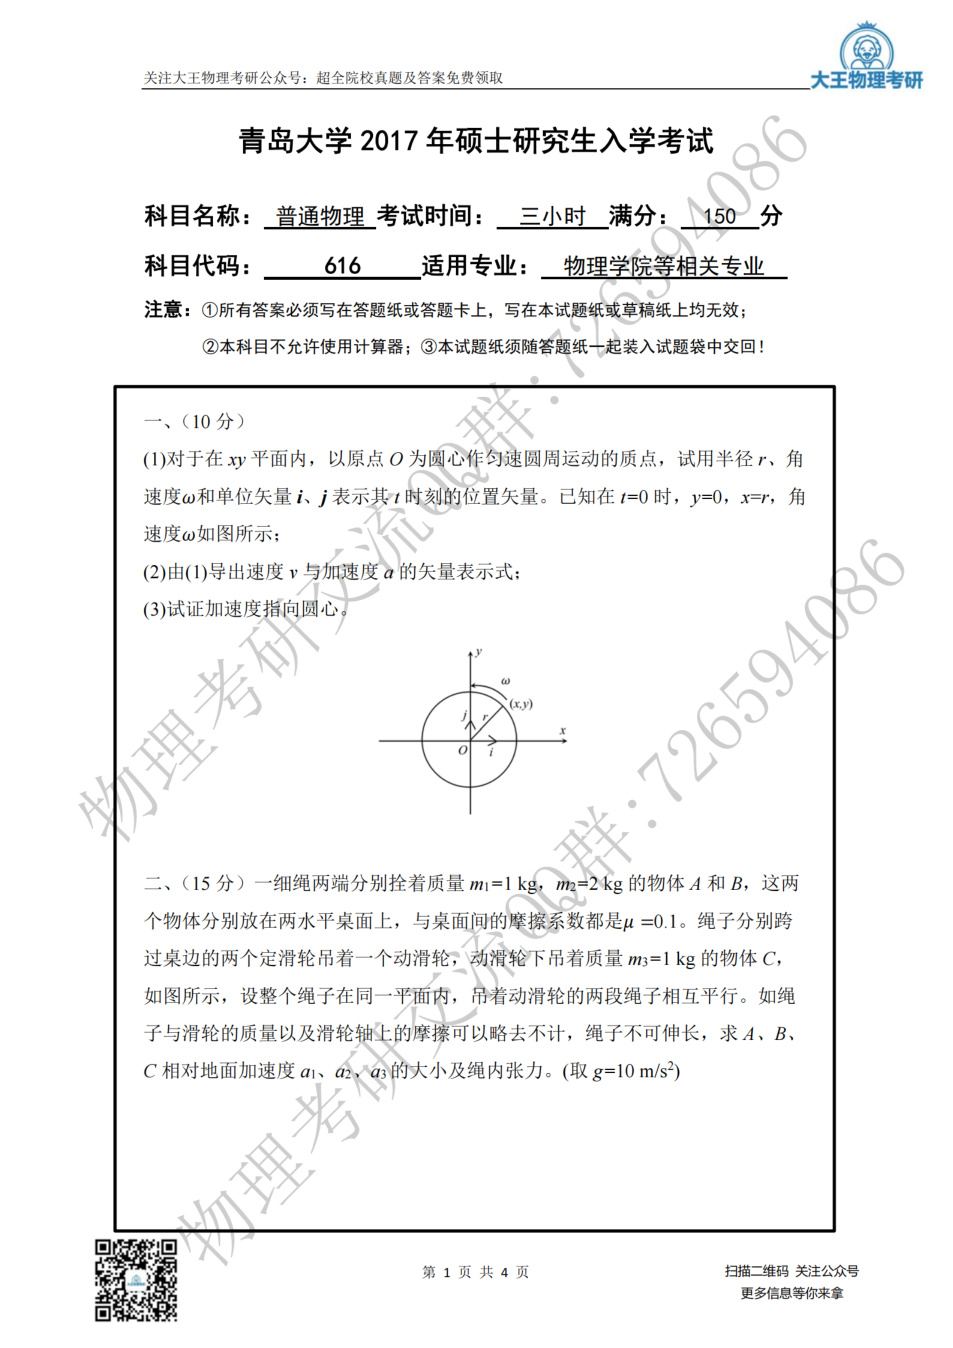 关注大王物理考研公众号：超全院校真题及答案免费领取
大王物理考研
青岛大学 2017 年硕士研究生入学考试
科目名称： 普通物理 考试时间： 三小时 满分： 150 分
科目代码： 616 适用专业： 物理学院等相关专业
注意：①所有答案必须写在答题纸或答题卡上，写在本试题纸或草稿纸上均无效；
②本科目不允许使用计算器；③本试题纸须随答题纸一起装入试题袋中交回！
一、（10 分）
(1)对于在 xy 平面内，以原点 O 为圆心作匀速圆周运动的质点，试用半径 r、角
速度ω和单位矢量 i、j 表示其 t 时刻的位置矢量。已知在 t=0 时，y=0，x=r，角
速度ω如图所示；
(2)由(1)导出速度 v 与加速度 a 的矢量表示式；
(3)试证加速度指向圆心。
y
ω
(x,y)
j
r
x
O
i
二、（15 分）一细绳两端分别拴着质量 m₁=1 kg，m₂=2 kg 的物体 A 和 B，这两
个物体分别放在两水平桌面上，与桌面间的摩擦系数都是μ =0.1。绳子分别跨
过桌边的两个定滑轮吊着一个动滑轮，动滑轮下吊着质量 m₃=1 kg 的物体 C，
如图所示，设整个绳子在同一平面内，吊着动滑轮的两段绳子相互平行。如绳
子与滑轮的质量以及滑轮轴上的摩擦可以略去不计，绳子不可伸长，求 A、B、
C 相对地面加速度 a₁、a₂、a₃的大小及绳内张力。(取 g=10 m/s²)
物理考研交流QQ群：726594086
物理考研交流QQ群：726594086
大王物理考研
第 1 页 共 4 页
扫描二维码 关注公众号
更多信息等你来拿